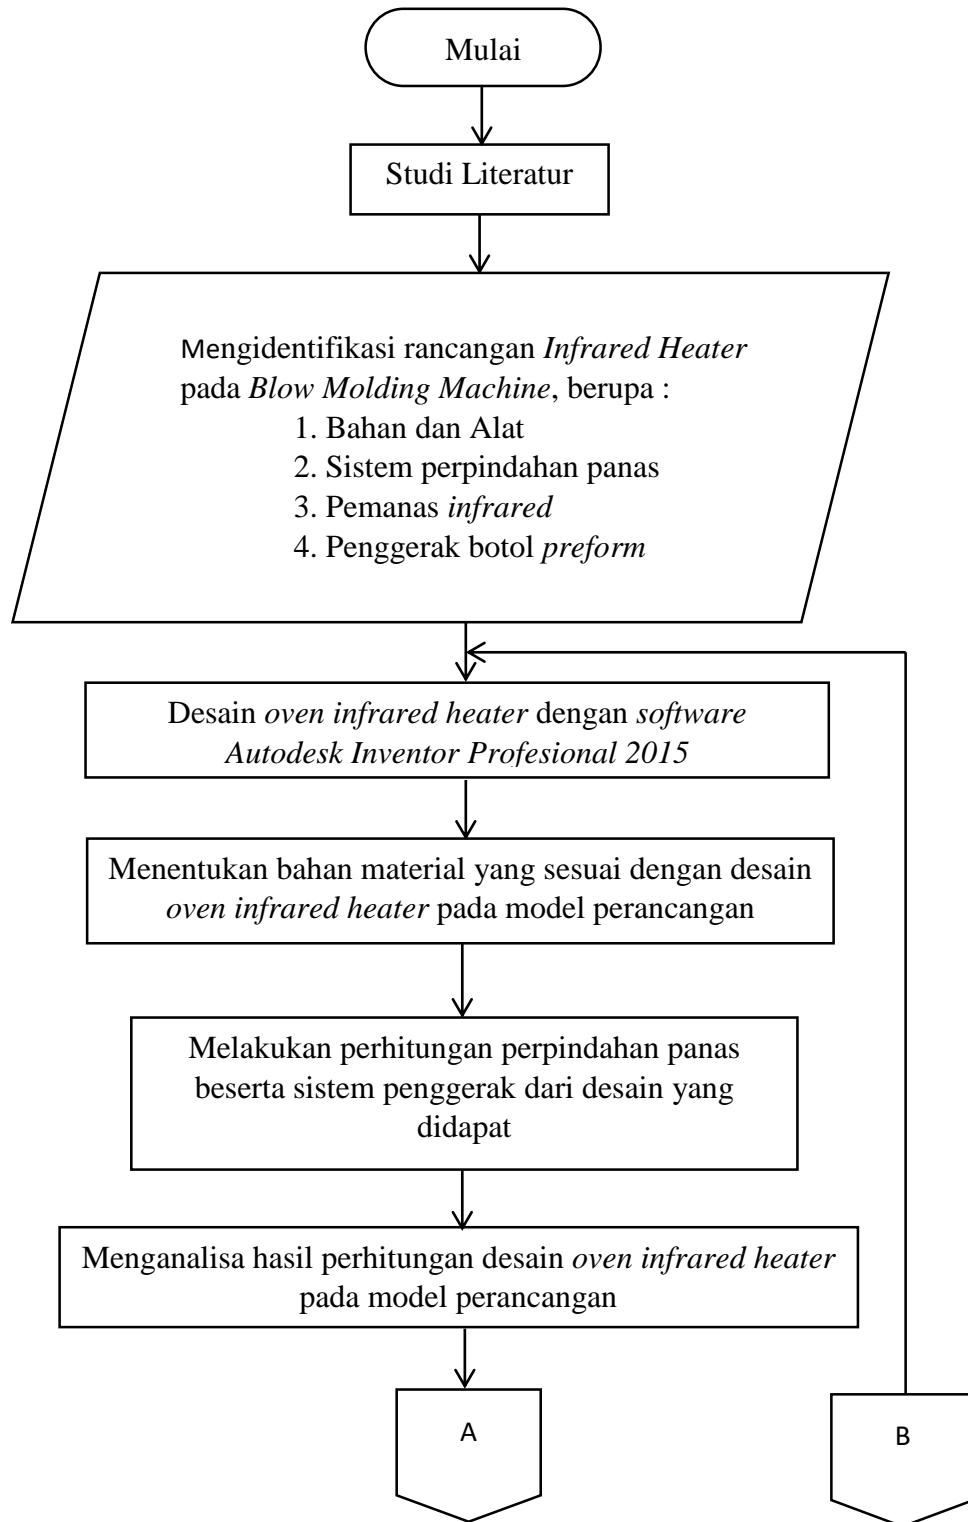 Mulai
Studi Literatur
Mengidentifikasi rancangan Infrared Heater
pada Blow Molding Machine, berupa :
1. Bahan dan Alat
2. Sistem perpindahan panas
3. Pemanas infrared
4. Penggerak botol preform
Desain oven infrared heater dengan software
Autodesk Inventor Profesional 2015
Menentukan bahan material yang sesuai dengan desain
oven infrared heater pada model perancangan
Melakukan perhitungan perpindahan panas
beserta sistem penggerak dari desain yang
didapat
Menganalisa hasil perhitungan desain oven infrared heater
pada model perancangan
A
B